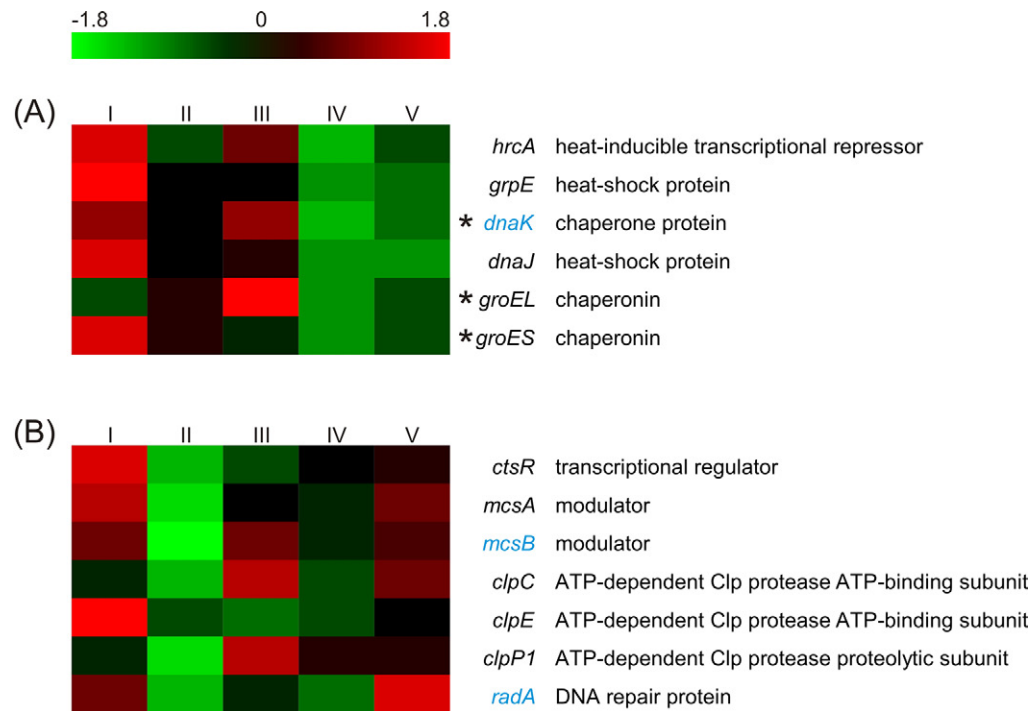 -1.8 0 1.8
(A)
I II III IV V
hrcA heat-inducible transcriptional repressor
grpE heat-shock protein
* dnaK chaperone protein
dnaJ heat-shock protein
* groEL chaperonin
* groES chaperonin
(B)
I II III IV V
ctsR transcriptional regulator
mcsA modulator
mcsB modulator
clpC ATP-dependent Clp protease ATP-binding subunit
clpE ATP-dependent Clp protease ATP-binding subunit
clpP1 ATP-dependent Clp protease proteolytic subunit
radA DNA repair protein